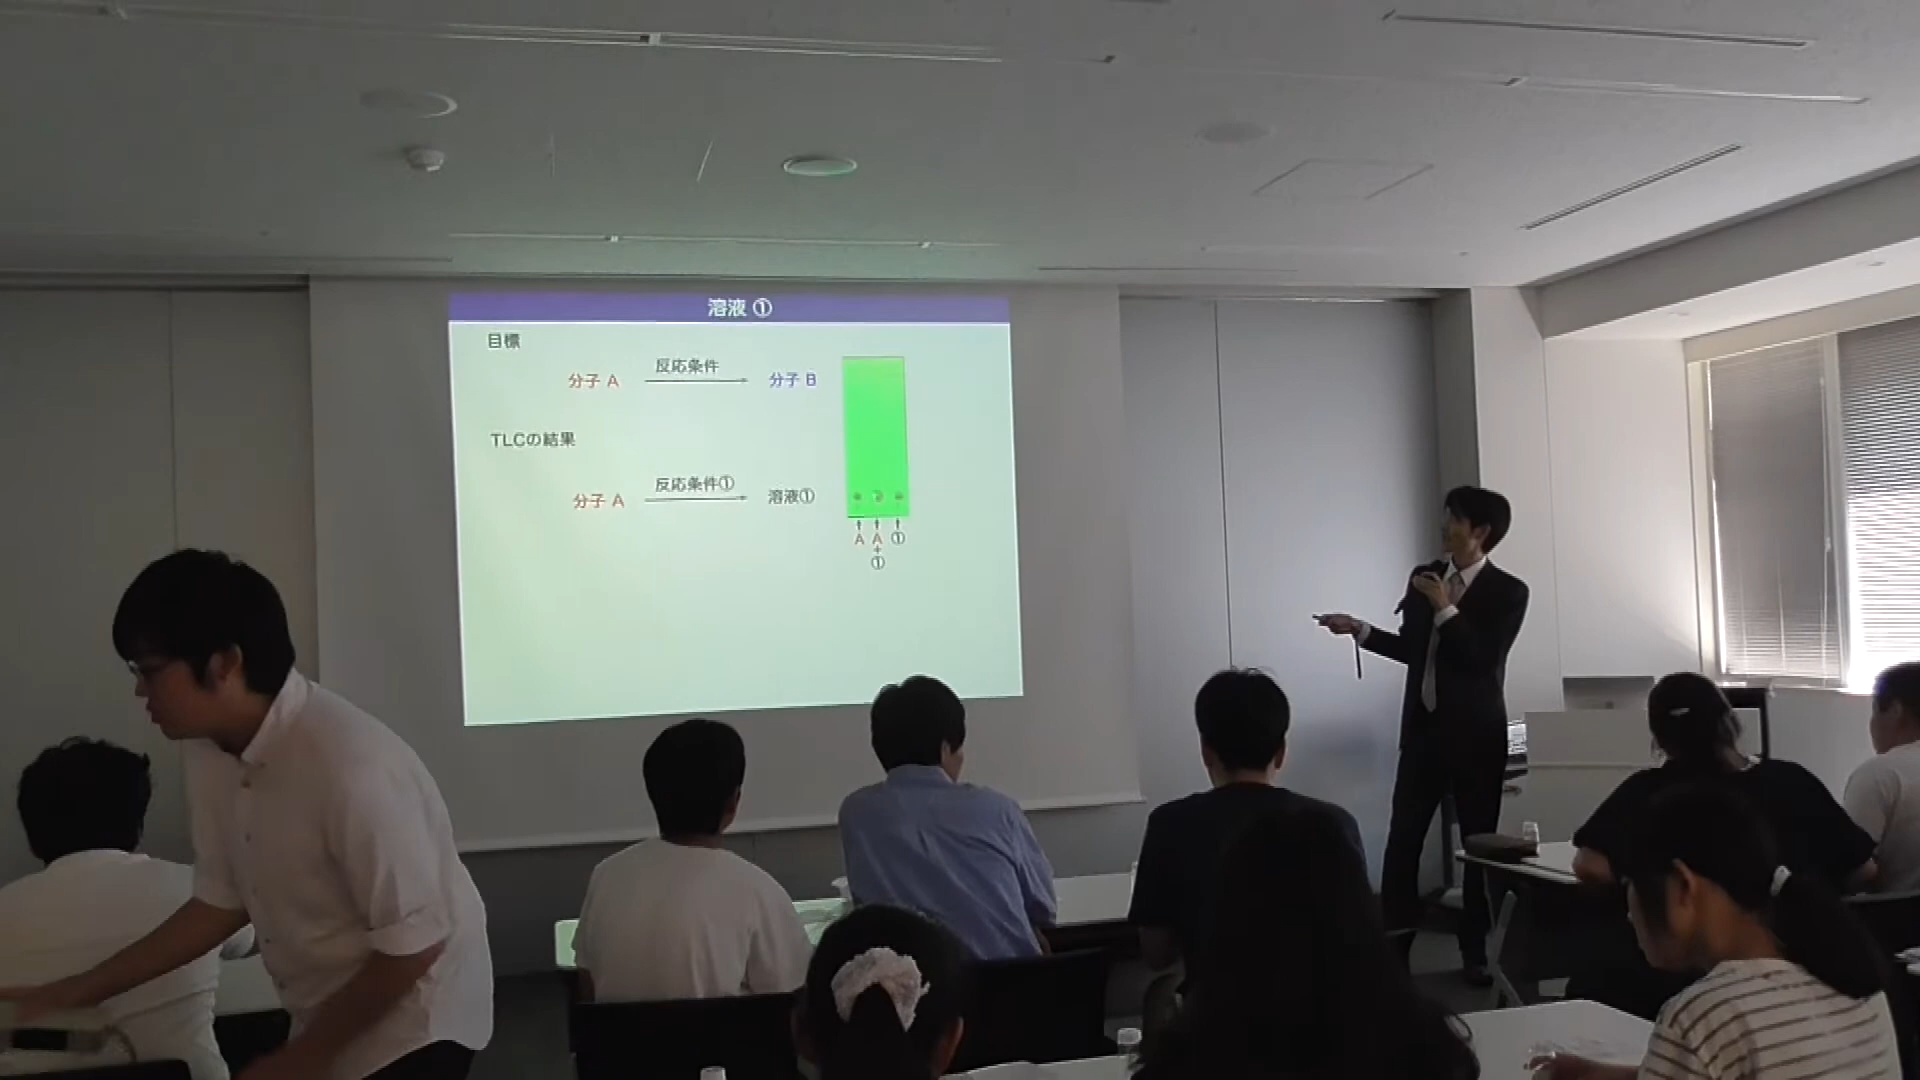 溶液 ①
目標
分子 A
反応条件
分子 B
TLCの結果
分子 A
反応条件①
溶液①
A
A
+
①
①